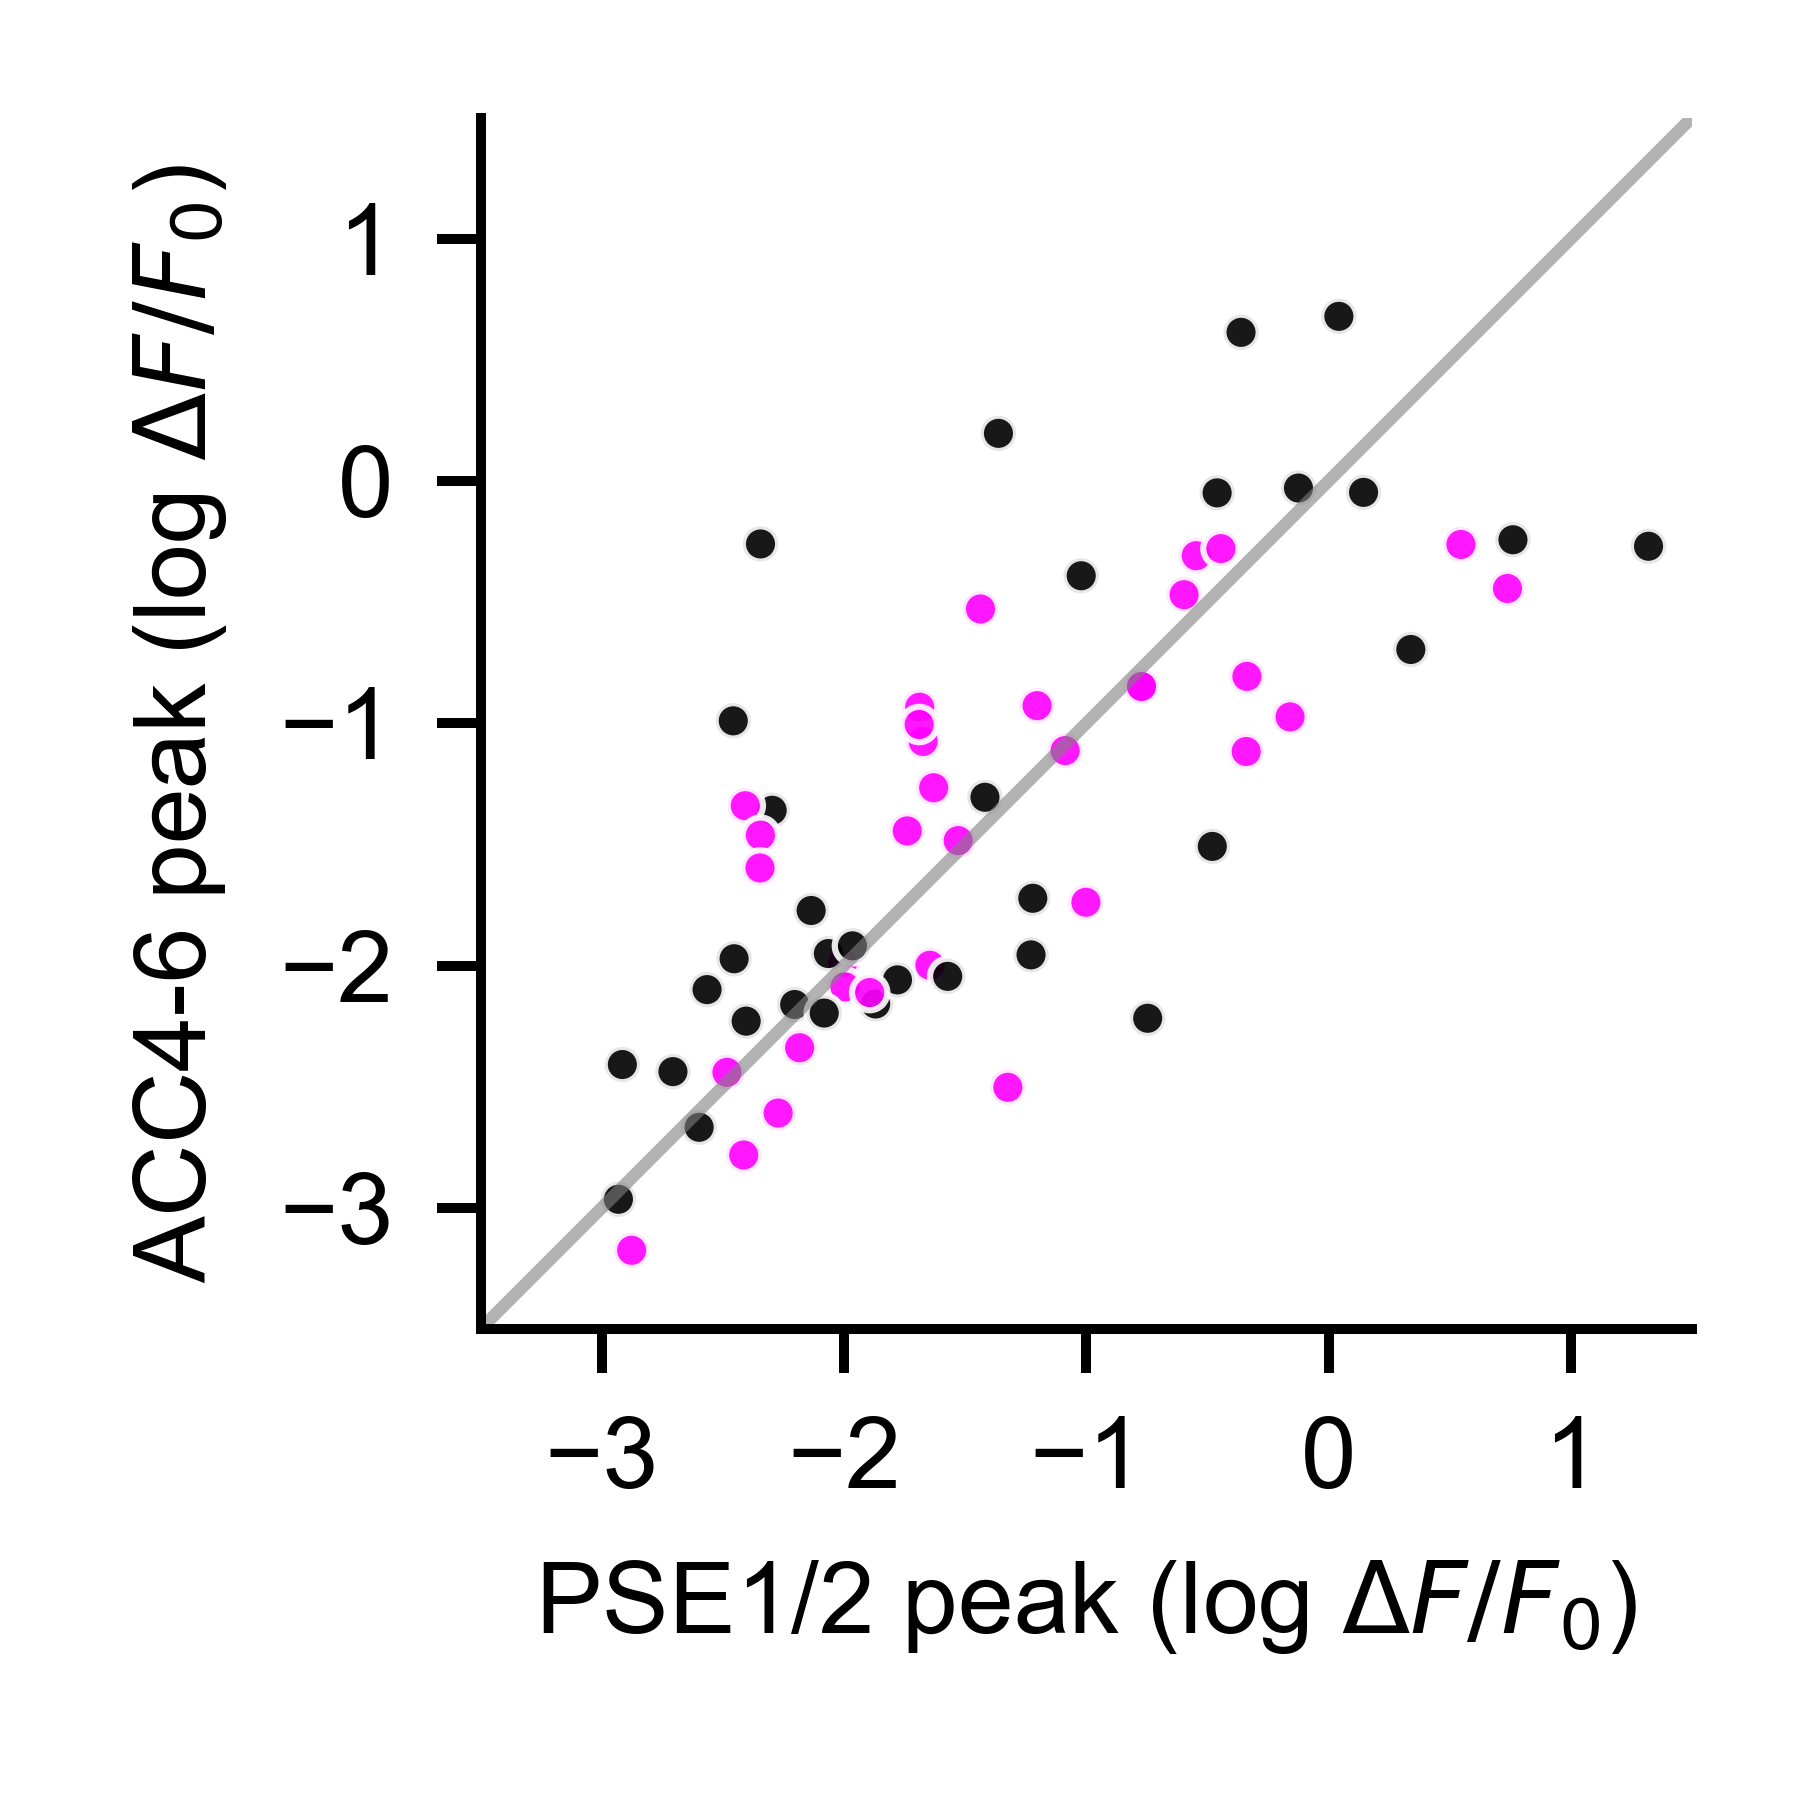 ACC4-6 peak (log ΔF/F₀)
1
0
−1
−2
−3
−3 −2 −1 0 1
PSE1/2 peak (log ΔF/F₀)